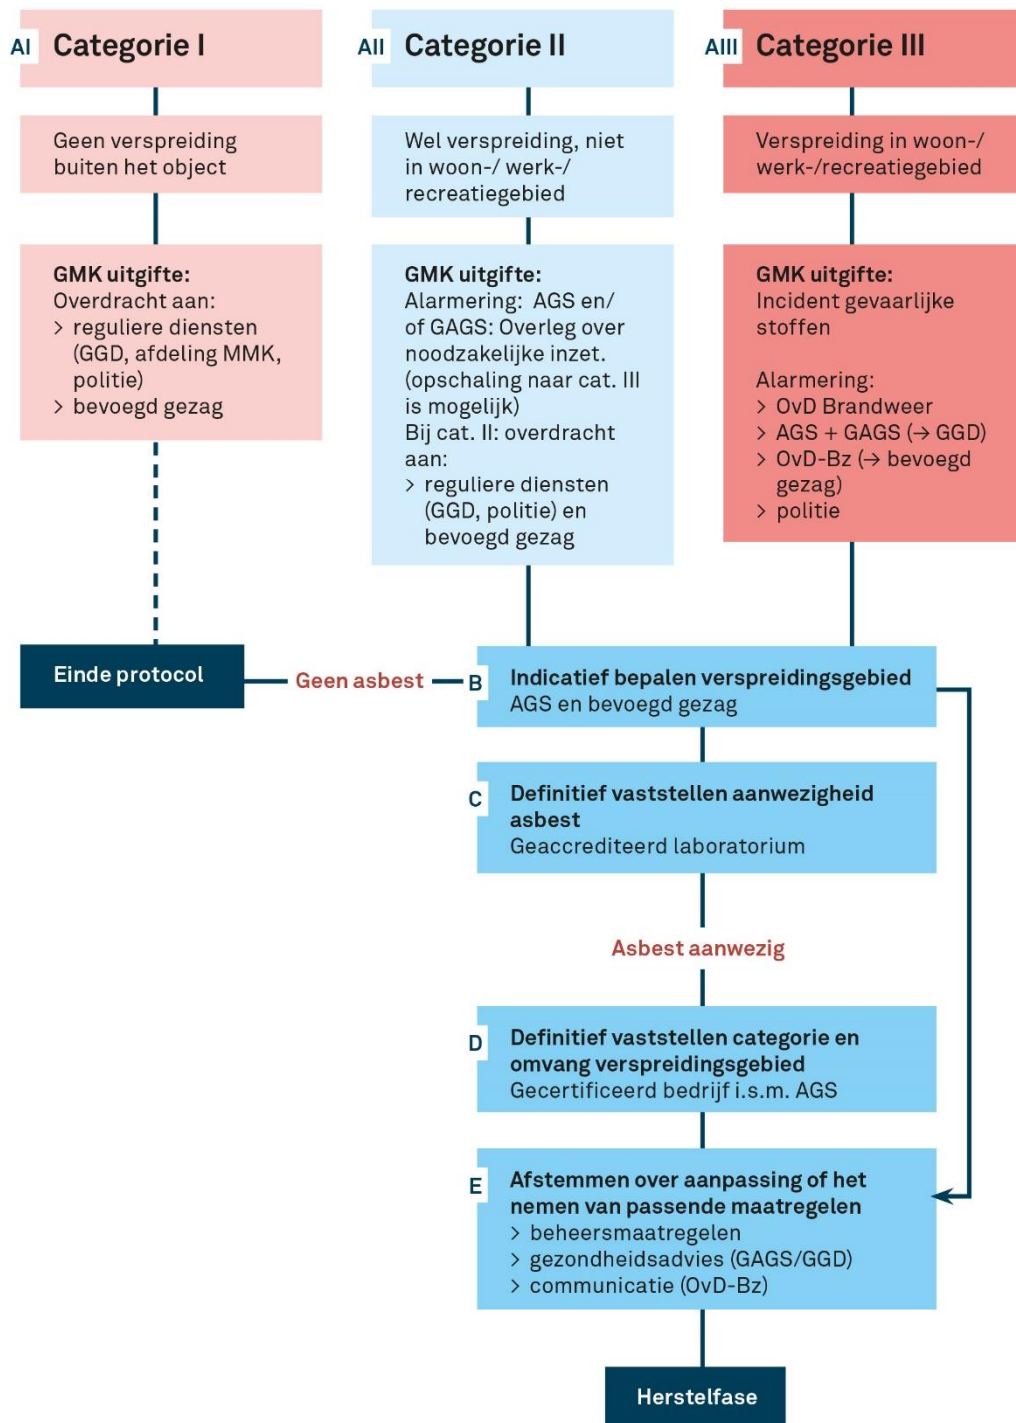 AI Categorie I
Geen verspreiding
buiten het object
GMK uitgifte:
Overdracht aan:
> reguliere diensten
(GGD, afdeling MMK,
politie)
> bevoegd gezag
AII Categorie II
Wel verspreiding, niet
in woon-/ werk-/
recreatiegebied
GMK uitgifte:
Alarmering: AGS en/
of GAGS: Overleg over
noodzakelijke inzet.
(opschaling naar cat. III
is mogelijk)
Bij cat. II: overdracht
aan:
> reguliere diensten
(GGD, politie) en
bevoegd gezag
AIII Categorie III
Verspreiding in woon-/
werk-/recreatiegebied
GMK uitgifte:
Incident gevaarlijke
stoffen
Alarmering:
> OvD Brandweer
> AGS + GAGS (→ GGD)
> OvD-Bz (→ bevoegd
gezag)
> politie
Einde protocol
Geen asbest
B Indicatief bepalen verspreidingsgebied
AGS en bevoegd gezag
C Definitief vaststellen aanwezigheid
asbest
Geaccrediteerd laboratorium
Asbest aanwezig
D Definitief vaststellen categorie en
omvang verspreidingsgebied
Gecertificeerd bedrijf i.s.m. AGS
E Afstemmen over aanpassing of het
nemen van passende maatregelen
> beheersmaatregelen
> gezondheidsadvies (GAGS/GGD)
> communicatie (OvD-Bz)
Herstelfase